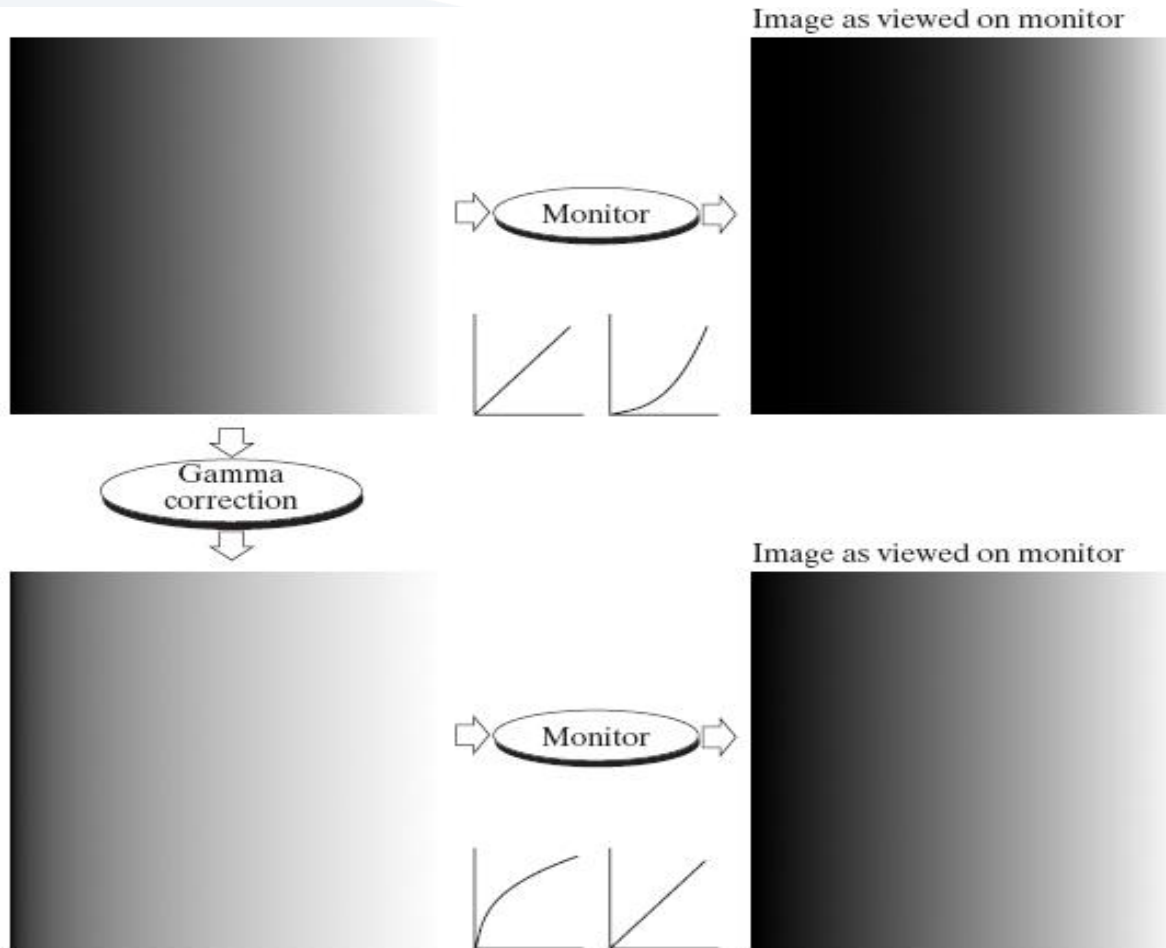 Image as viewed on monitor
Monitor
Gamma
correction
Image as viewed on monitor
Monitor